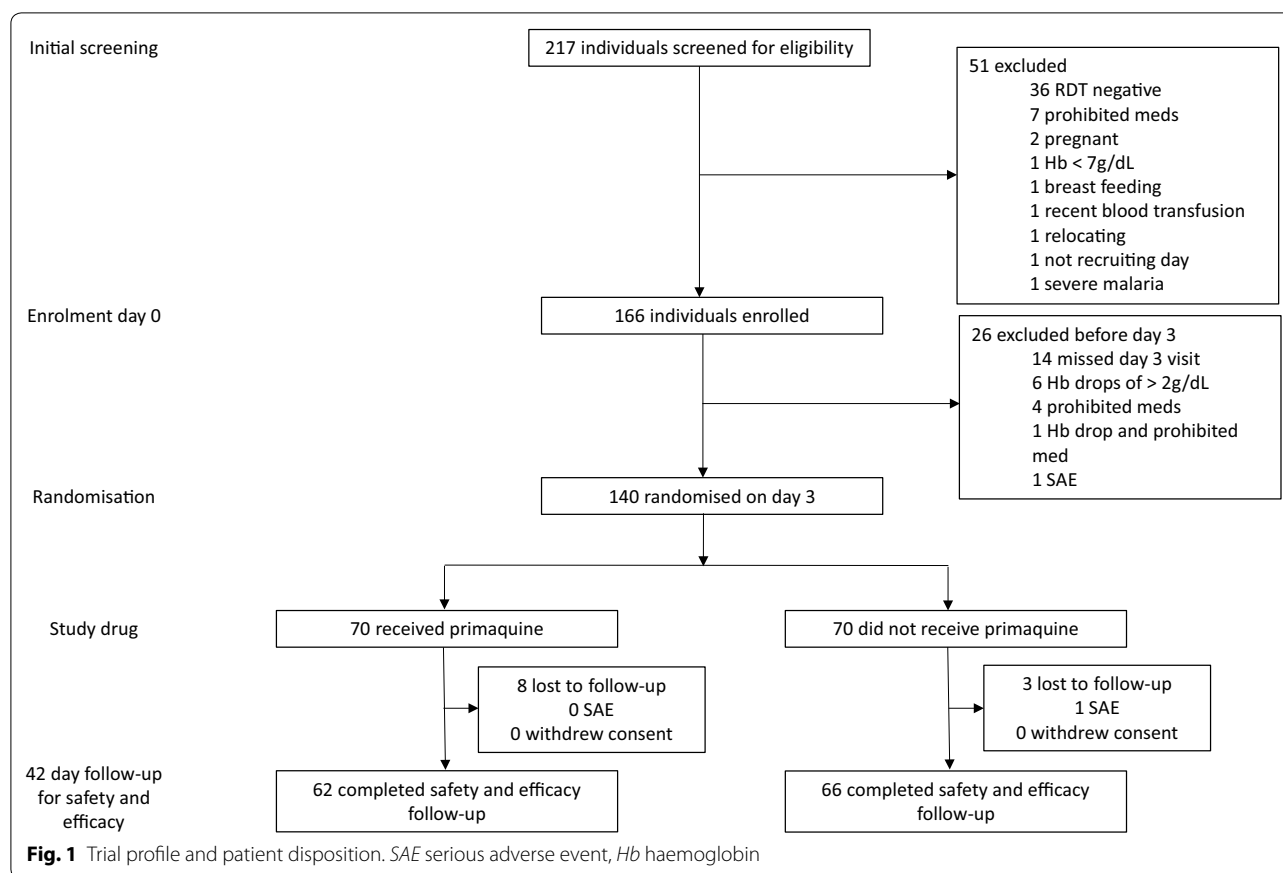 Initial screening
217 individuals screened for eligibility
51 excluded
36 RDT negative
7 prohibited meds
2 pregnant
1 Hb < 7g/dL
1 breast feeding
1 recent blood transfusion
1 relocating
1 not recruiting day
1 severe malaria
Enrolment day 0
166 individuals enrolled
26 excluded before day 3
14 missed day 3 visit
6 Hb drops of > 2g/dL
4 prohibited meds
1 Hb drop and prohibited
med
1 SAE
Randomisation
140 randomised on day 3
Study drug
70 received primaquine
70 did not receive primaquine
8 lost to follow-up
0 SAE
0 withdrew consent
3 lost to follow-up
1 SAE
0 withdrew consent
42 day follow-up
for safety and
efficacy
62 completed safety and efficacy
follow-up
66 completed safety and efficacy
follow-up
Fig. 1 Trial profile and patient disposition. SAE serious adverse event, Hb haemoglobin